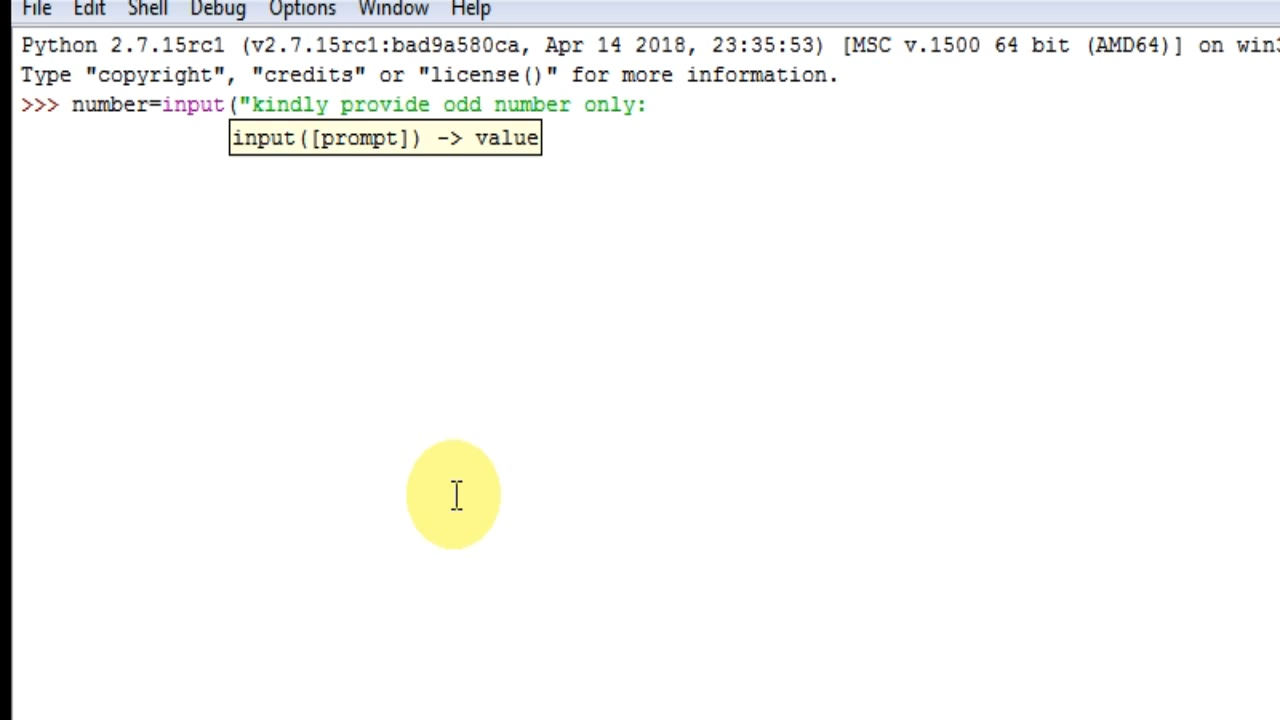 File Edit Shell Debug Options Window Help
Python 2.7.15rc1 (v2.7.15rc1:bad9a580ca, Apr 14 2018, 23:35:53) [MSC v.1500 64 bit (AMD64)] on win3
Type "copyright", "credits" or "license()" for more information.
>>> number=input("kindly provide odd number only:
input([prompt]) -> value